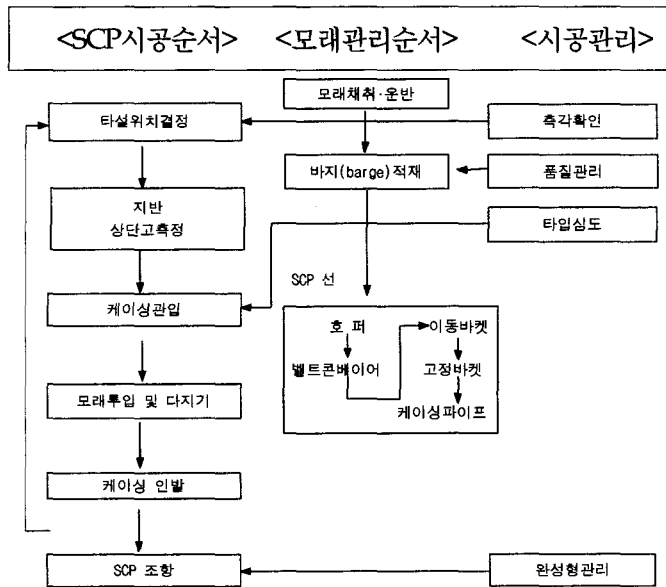 <SCP시공순서> <모래관리순서> <시공관리>
모래채취·운반
타설위치결정
측각확인
바지(barge)적재
품질관리
지반
상단고측정
타입심도
SCP 선
케이싱관입
호 퍼
이동바켓
벨트콘베이어
고정바켓
케이싱파이프
모래투입 및 다지기
케이싱 인발
SCP 조항
완성형관리